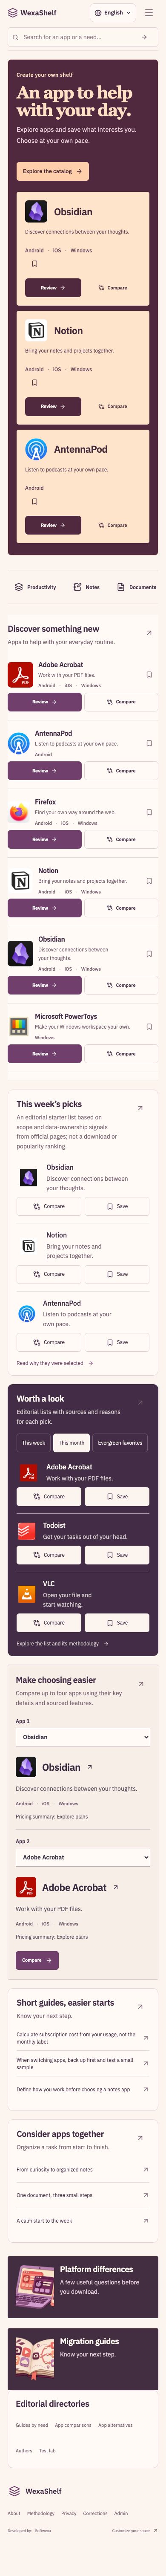 WexaShelf
English
Search for an app or a need...
Create your own shelf
An app to help
with your day.
Explore apps and save what interests you.
Choose at your own pace.
Explore the catalog
Obsidian
Discover connections between your thoughts.
Android · iOS · Windows
Review
Compare
Notion
Bring your notes and projects together.
Android · iOS · Windows
Review
Compare
AntennaPod
Listen to podcasts at your own pace.
Android
Review
Compare
Productivity
Notes
Documents
Discover something new
Apps to help with your everyday routine.
Adobe Acrobat
Work with your PDF files.
Android · iOS · Windows
Review
Compare
AntennaPod
Listen to podcasts at your own pace.
Android
Review
Compare
Firefox
Find your own way around the web.
Android · iOS · Windows
Review
Compare
Notion
Bring your notes and projects together.
Android · iOS · Windows
Review
Compare
Obsidian
Discover connections between
your thoughts.
Android · iOS · Windows
Review
Compare
Microsoft PowerToys
Make your Windows workspace your own.
Windows
Review
Compare
This week's picks
An editorial starter list based on
scope and data-ownership signals
from official pages; not a download or
popularity ranking.
Obsidian
Discover connections between
your thoughts.
Compare
Save
Notion
Bring your notes and
projects together.
Compare
Save
AntennaPod
Listen to podcasts at your
own pace.
Compare
Save
Read why they were selected
Worth a look
Editorial lists with sources and reasons
for each pick.
This week
This month
Evergreen favorites
Adobe Acrobat
Work with your PDF files.
Compare
Save
Todoist
Get your tasks out of your head.
Compare
Save
VLC
Open your file and
start watching.
Compare
Save
Explore the list and its methodology
Make choosing easier
Compare up to four apps using their key
details and sourced features.
App 1
Obsidian
Obsidian
Discover connections between your thoughts.
Android · iOS · Windows
Pricing summary: Explore plans
App 2
Adobe Acrobat
Adobe Acrobat
Work with your PDF files.
Android · iOS · Windows
Pricing summary: Explore plans
Compare
Short guides, easier starts
Know your next step.
Calculate subscription cost from your usage, not the
monthly label
When switching apps, back up first and test a small
sample
Define how you work before choosing a notes app
Consider apps together
Organize a task from start to finish.
From curiosity to organized notes
One document, three small steps
A calm start to the week
Platform differences
A few useful questions before
you download.
Migration guides
Know your next step.
Editorial directories
Guides by need
App comparisons
App alternatives
Authors
Test lab
WexaShelf
About
Methodology
Privacy
Corrections
Admin
Developed by: Softwexa
Customize your space